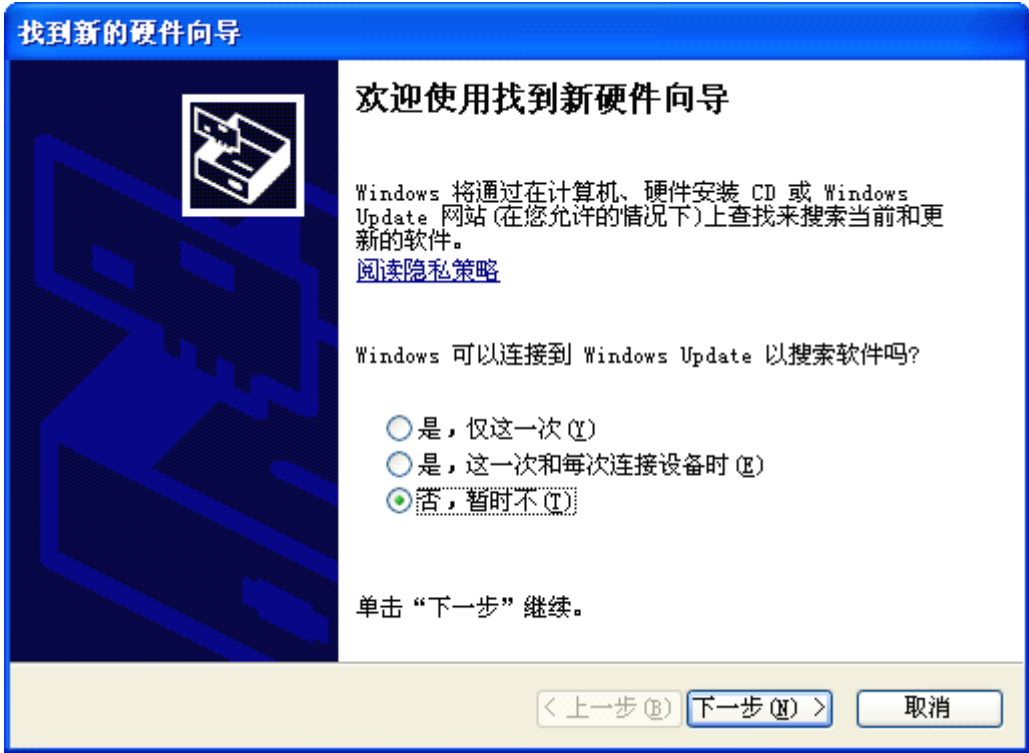 找到新的硬件向导
欢迎使用找到新硬件向导
Windows 将通过在计算机、硬件安装 CD 或 Windows
Update 网站(在您允许的情况下)上查找来搜索当前和更
新的软件。
阅读隐私策略
Windows 可以连接到 Windows Update 以搜索软件吗?
是，仅这一次(Y)
是，这一次和每次连接设备时(E)
否，暂时不(T)
单击“下一步”继续。
< 上一步(B) 下一步(N) > 取消